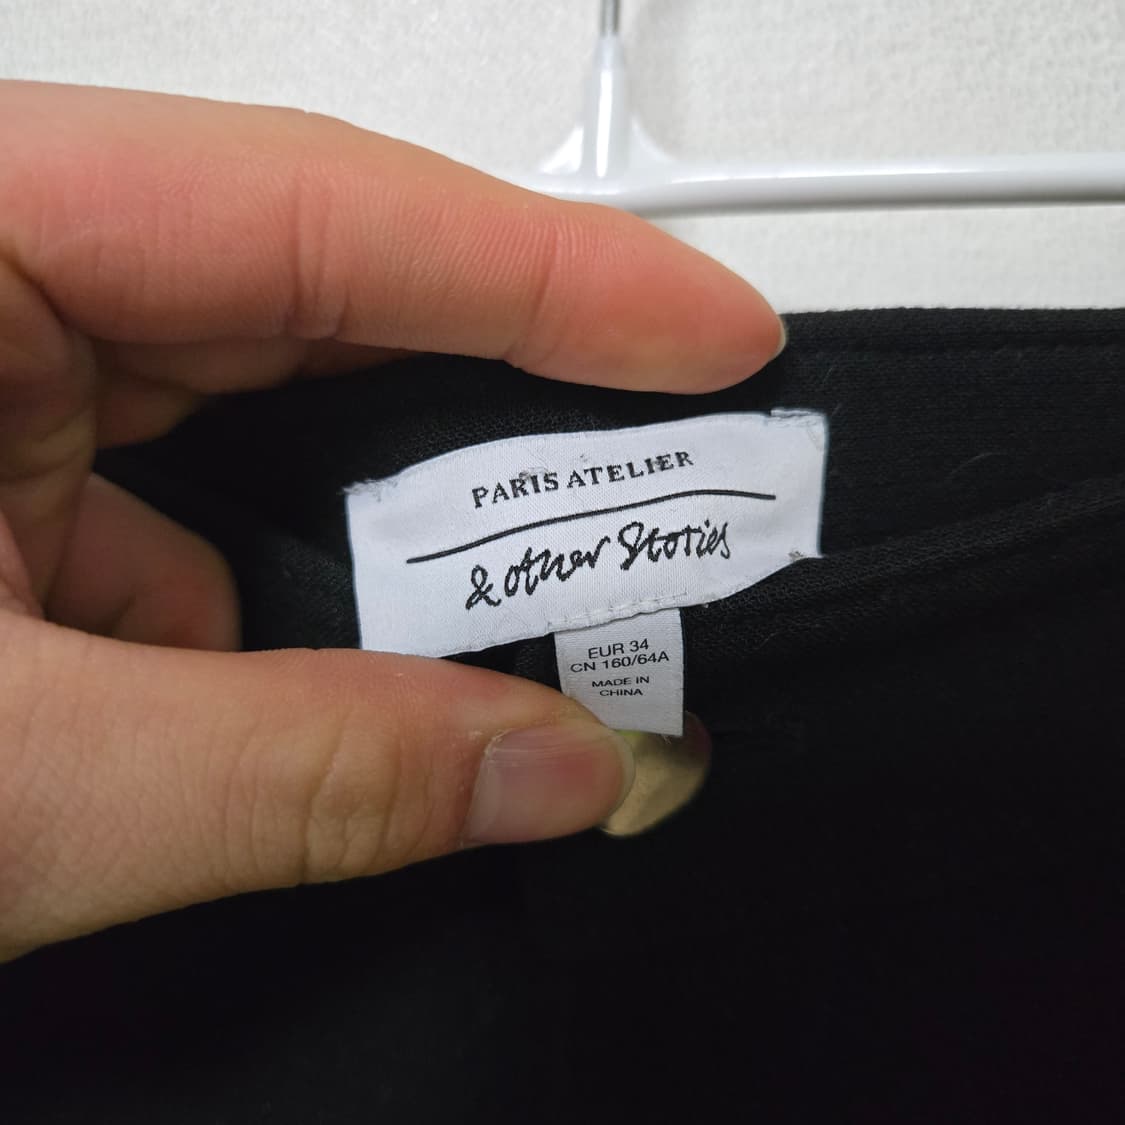 PARIS ATELIER
& other Stories
EUR 34
CN 160/64A
MADE IN
CHINA